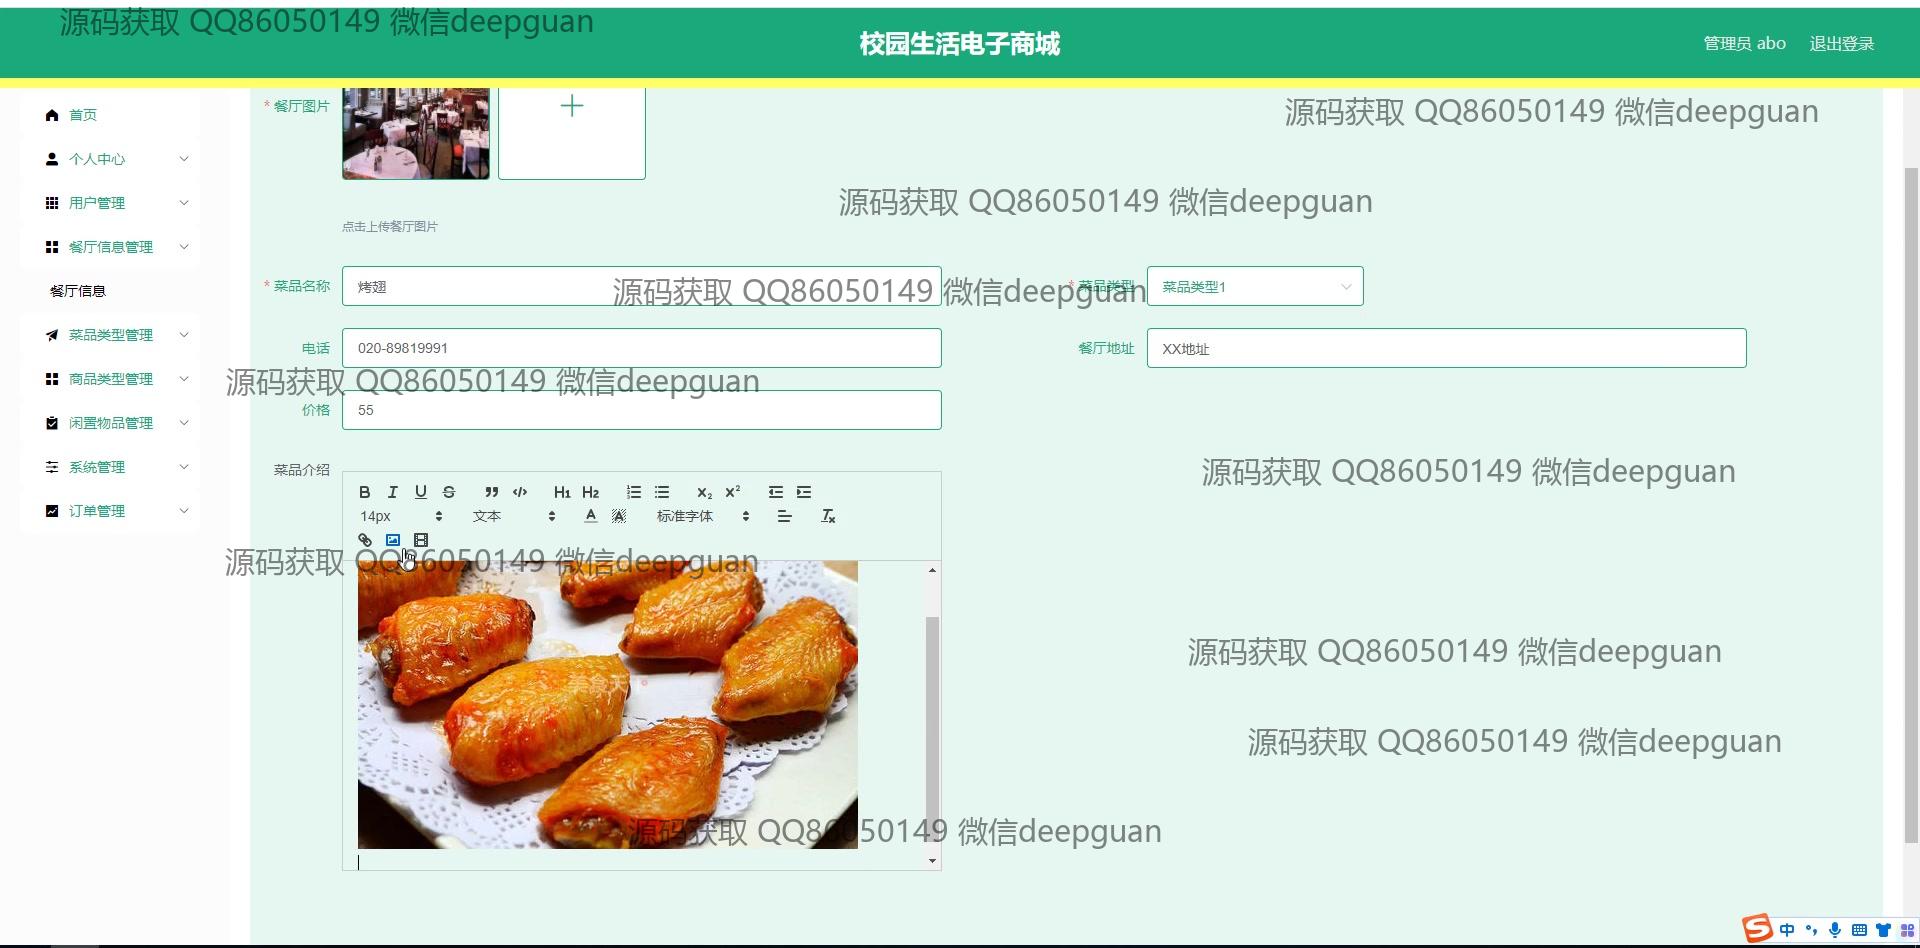 源码获取 QQ86050149 微信deepguan
校园生活电子商城
管理员 abo
退出登录
首页
个人中心
用户管理
餐厅信息管理
餐厅信息
菜品类型管理
商品类型管理
闲置物品管理
系统管理
订单管理
* 餐厅图片
源码获取 QQ86050149 微信deepguan
源码获取 QQ86050149 微信deepguan
点击上传餐厅图片
* 菜品名称
烤翅
源码获取 QQ86050149 微信deepguan
* 菜品类型
菜品类型1
电话
020-89819991
餐厅地址
XX地址
源码获取 QQ86050149 微信deepguan
价格
55
菜品介绍
源码获取 QQ86050149 微信deepguan
B I U S H1 H2 X2 X2
14px 文本 A A 标准字体 Tx
源码获取 QQ86050149 微信deepguan
源码获取 QQ86050149 微信deepguan
美食天
源码获取 QQ86050149 微信deepguan
源码获取 QQ86050149 微信deepguan
S 中